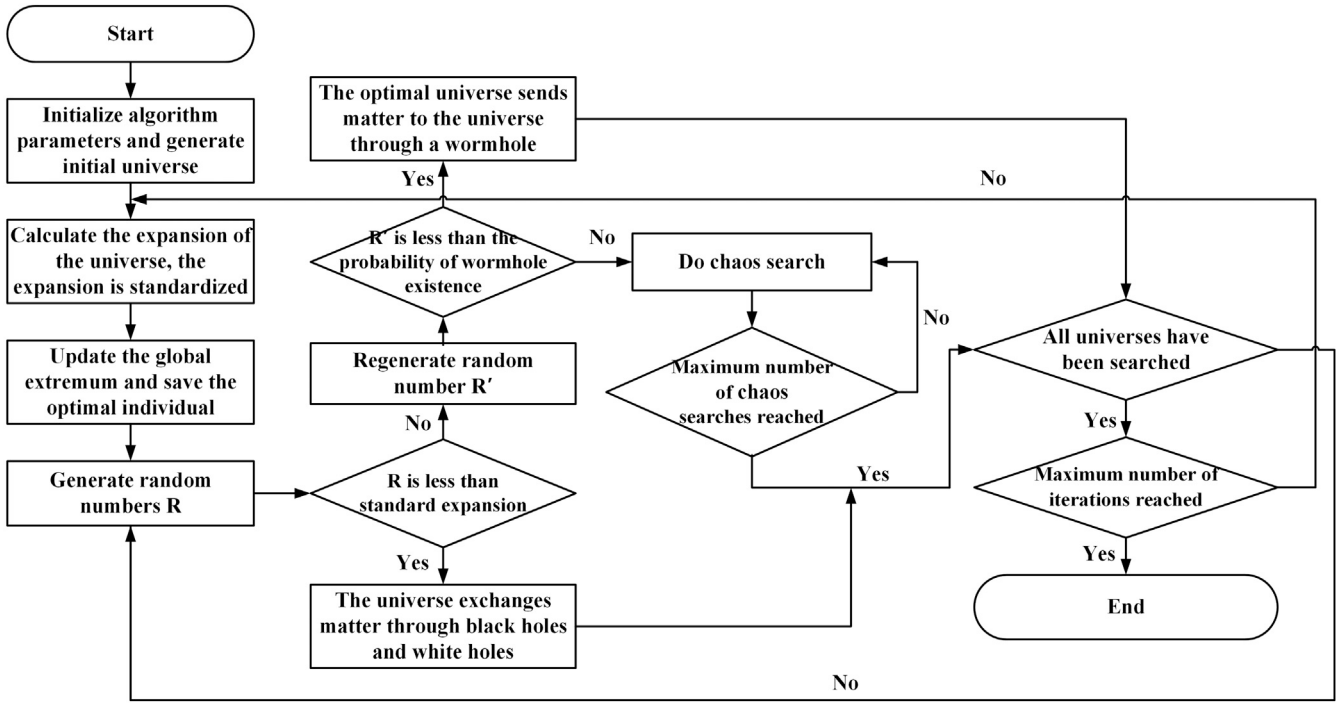 Start
Initialize algorithm
parameters and generate
initial universe
Calculate the expansion of
the universe, the
expansion is standardized
Update the global
extremum and save the
optimal individual
Generate random
numbers R
The optimal universe sends
matter to the universe
through a wormhole
Yes
R′ is less than the
probability of wormhole
existence
No
Regenerate random
number R′
No
R is less than
standard expansion
Yes
The universe exchanges
matter through black holes
and white holes
Do chaos search
No
Maximum number
of chaos
searches reached
Yes
No
All universes have
been searched
Yes
Maximum number of
iterations reached
Yes
End
No